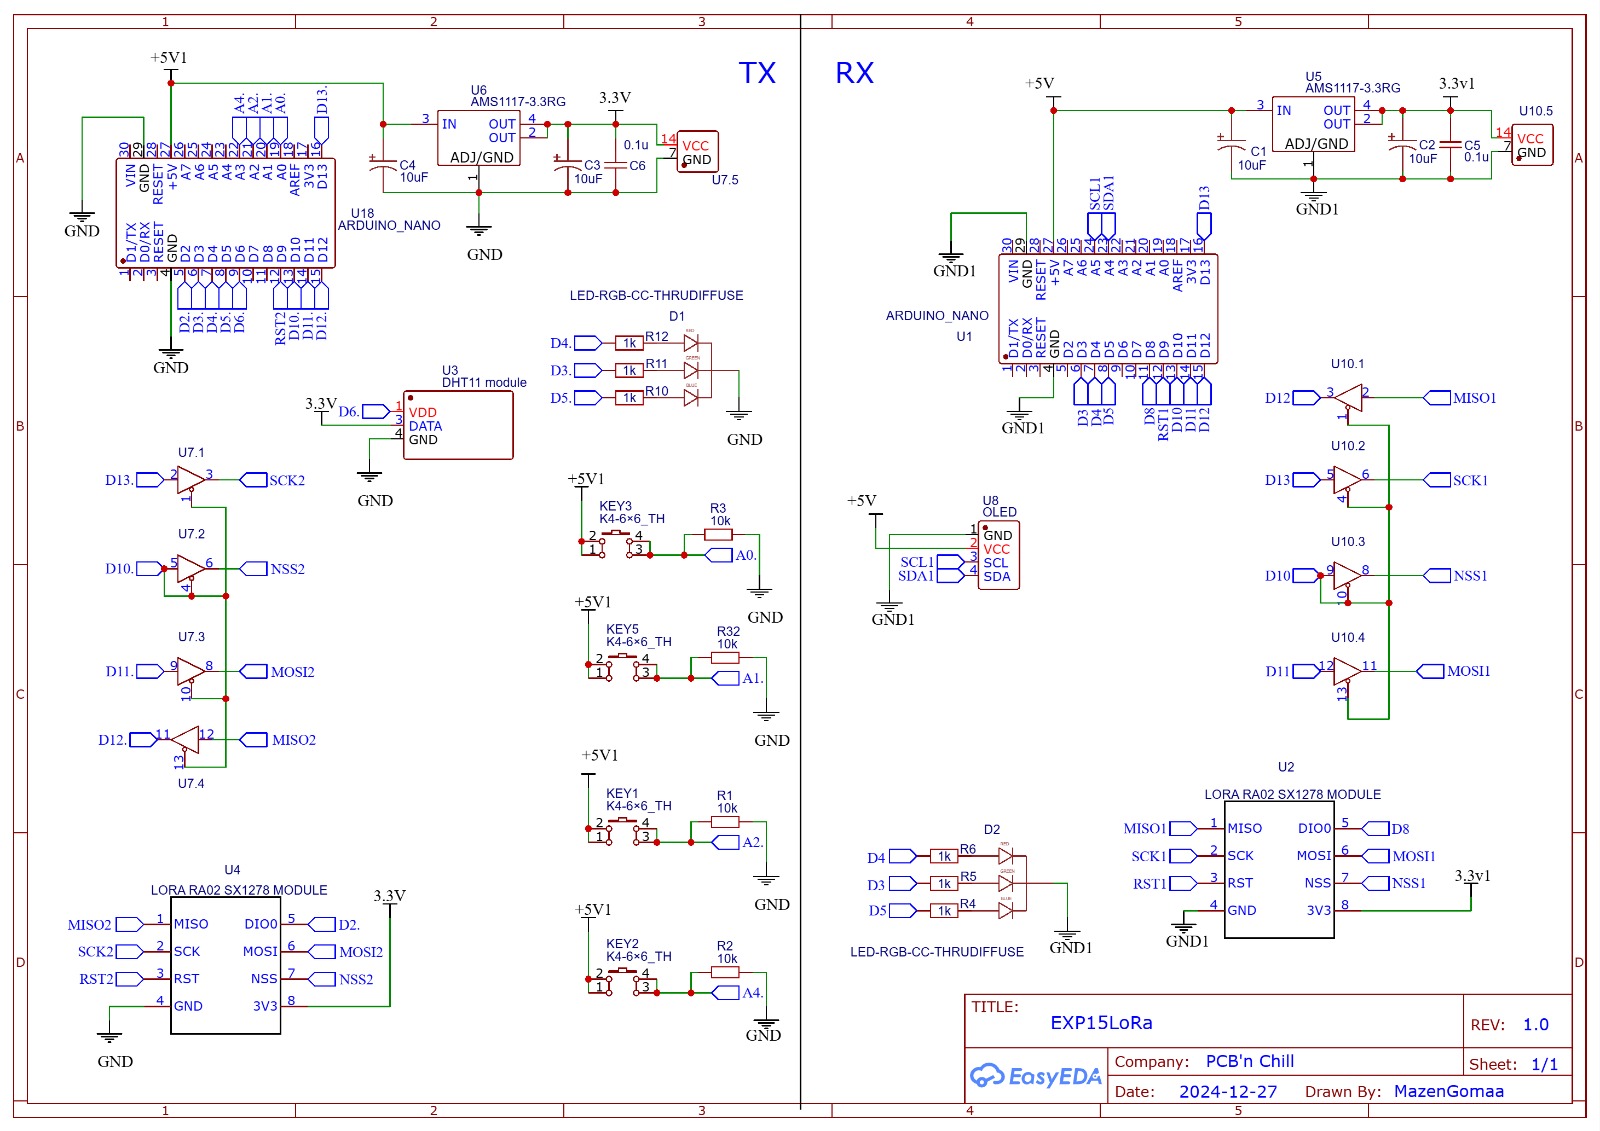 1 2 3 4 5
A
B
C
D
TX
RX
+5V1
A4.
A2.
A1.
A0.
D13.
30 29 28 27 26 25 24 23 22 21 20 19 18 17 16
VIN GND RESET +5V A7 A6 A5 A4 A3 A2 A1 A0 AREF 3V3 D13
D1/TX D0/RX RESET GND D2 D3 D4 D5 D6 D7 D8 D9 D10 D11 D12
1 2 3 4 5 6 7 8 9 10 11 12 13 14 15
U18
ARDUINO_NANO
GND
D2.
D3.
D4.
D5.
D6.
RST2
D10.
D11.
D12.
GND
U6
AMS1117-3.3RG
3 IN
OUT 4
OUT 2
ADJ/GND
1
C4
10uF
C3
10uF
0.1u
C6
3.3V
14 VCC
7 GND
U7.5
GND
LED-RGB-CC-THRUDIFFUSE
D1
D4. 1k R12 RED
D3. 1k R11 GREEN
D5. 1k R10 BLUE
GND
U3
DHT11 module
3.3V
D6.
1 VDD
3 DATA
4 GND
GND
U7.1
D13. 2 3 SCK2
1
U7.2
D10. 5 6 NSS2
4
U7.3
D11. 9 8 MOSI2
10
D12. 11 12 MISO2
13
U7.4
+5V1
KEY3
K4-6×6_TH
2 4
1 3
R3
10k
A0.
GND
+5V1
KEY5
K4-6×6_TH
2 4
1 3
R32
10k
A1.
GND
+5V1
KEY1
K4-6×6_TH
2 4
1 3
R1
10k
A2.
GND
+5V1
KEY2
K4-6×6_TH
2 4
1 3
R2
10k
A4.
GND
U4
LORA RA02 SX1278 MODULE
3.3V
MISO2 1 MISO DIO0 5 D2.
SCK2 2 SCK MOSI 6 MOSI2
RST2 3 RST NSS 7 NSS2
4 GND 3V3 8
GND
+5V
U5
AMS1117-3.3RG
3 IN
OUT 4
OUT 2
ADJ/GND
1
C1
10uF
C2
10uF
C5
0.1u
3.3v1
U10.5
14 VCC
7 GND
GND1
SCL1
SDA1
D13
GND1
30 29 28 27 26 25 24 23 22 21 20 19 18 17 16
VIN GND RESET +5V A7 A6 A5 A4 A3 A2 A1 A0 AREF 3V3 D13
ARDUINO_NANO
U1
D1/TX D0/RX RESET GND D2 D3 D4 D5 D6 D7 D8 D9 D10 D11 D12
1 2 3 4 5 6 7 8 9 10 11 12 13 14 15
GND1
D3
D4
D5
D8
RST1
D10
D11
D12
U10.1
D12 3 2 MISO1
1
U10.2
D13 5 6 SCK1
4
U10.3
D10 9 8 NSS1
10
U10.4
D11 12 11 MOSI1
13
+5V
U8
OLED
1 GND
2 VCC
SCL1 3 SCL
SDA1 4 SDA
GND1
D2
D4 1k R6 RED
D3 1k R5 GREEN
D5 1k R4 BLUE
LED-RGB-CC-THRUDIFFUSE
GND1
U2
LORA RA02 SX1278 MODULE
MISO1 1 MISO DIO0 5 D8
SCK1 2 SCK MOSI 6 MOSI1
RST1 3 RST NSS 7 NSS1
4 GND 3V3 8
3.3v1
GND1
TITLE:
EXP15LoRa
REV: 1.0
EasyEDA
Company: PCB'n Chill
Sheet: 1/1
Date: 2024-12-27
Drawn By: MazenGomaa
A
B
C
D
1 2 3 4 5